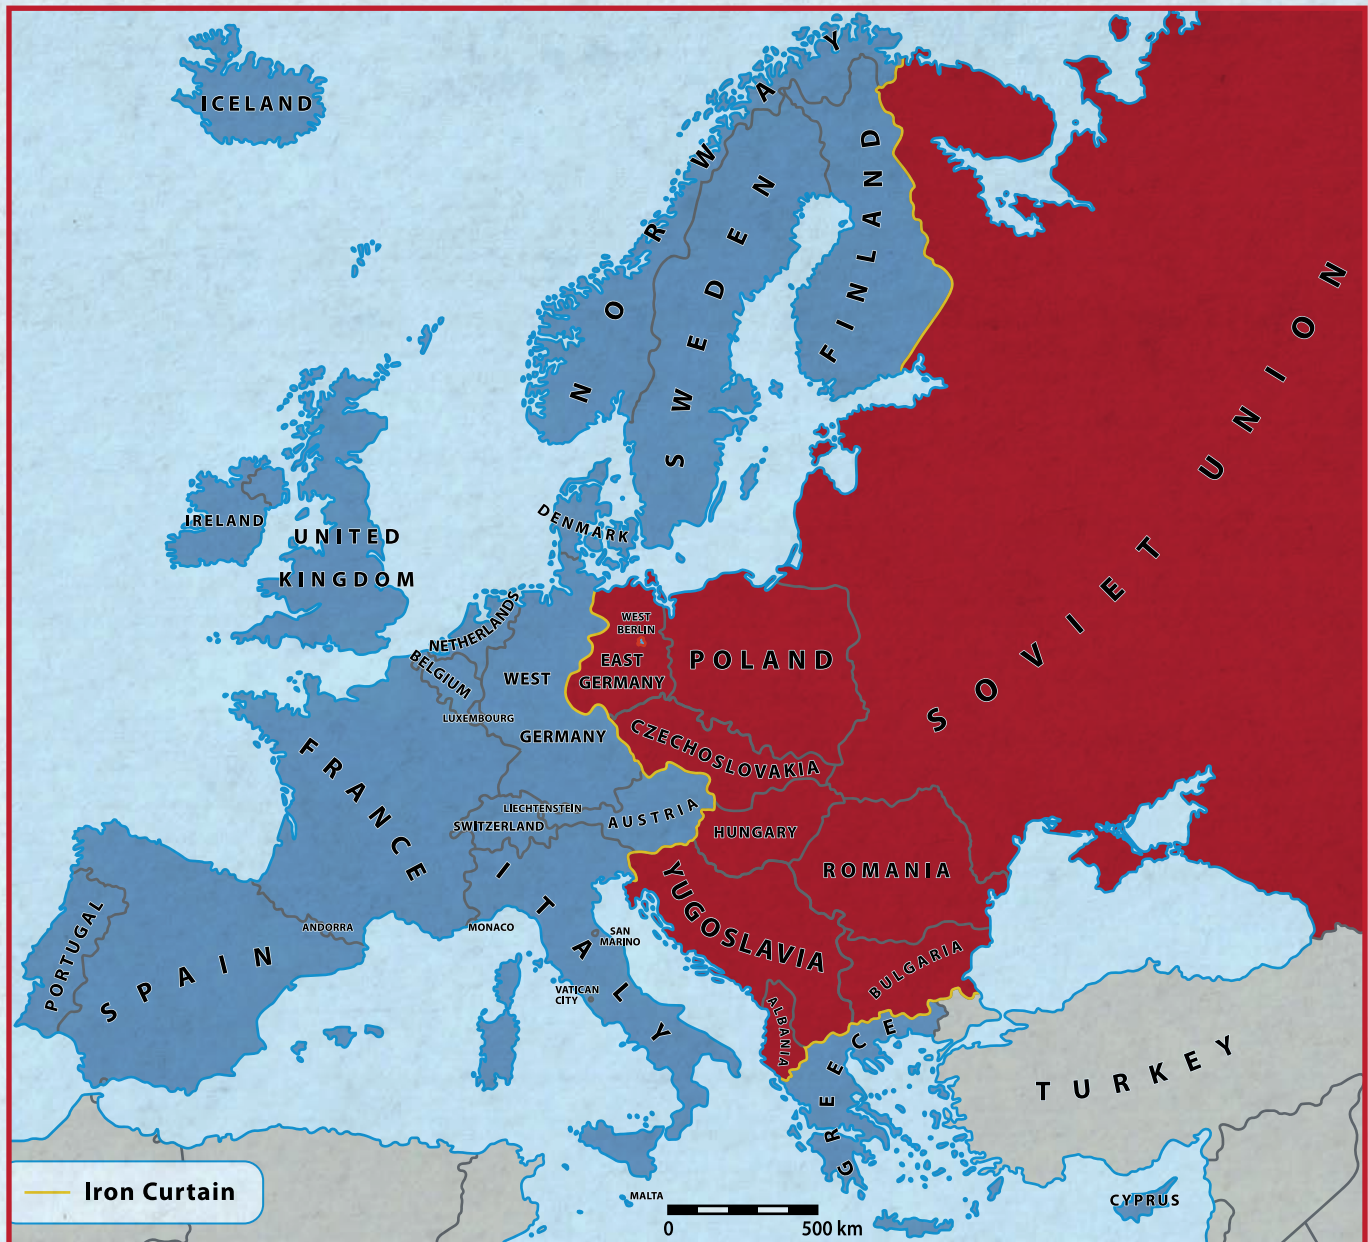 ICELAND
NORWAY
SWEDEN
FINLAND
SOVIET UNION
IRELAND
UNITED
KINGDOM
DENMARK
NETHERLANDS
BELGIUM
LUXEMBOURG
WEST
GERMANY
WEST
BERLIN
EAST
GERMANY
POLAND
CZECHOSLOVAKIA
FRANCE
LIECHTENSTEIN
SWITZERLAND
AUSTRIA
HUNGARY
ROMANIA
YUGOSLAVIA
BULGARIA
ALBANIA
ITALY
PORTUGAL
SPAIN
ANDORRA
MONACO
SAN
MARINO
VATICAN
CITY
GREECE
TURKEY
MALTA
CYPRUS
Iron Curtain
0 500 km